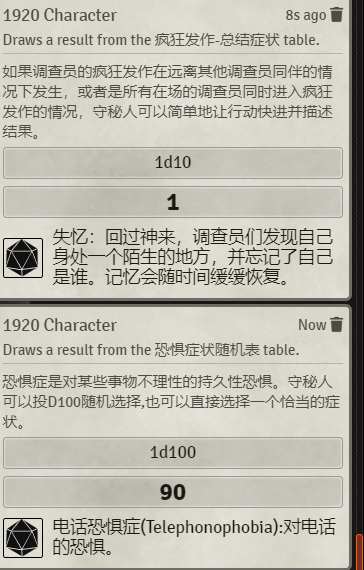 1920 Character
8s ago
Draws a result from the 疯狂发作-总结症状 table.
如果调查员的疯狂发作在远离其他调查员同伴的情
况下发生，或者是所有在场的调查员同时进入疯狂
发作的情况，守秘人可以简单地让行动快进并描述
结果。
1d10
1
失忆：回过神来，调查员们发现自己
身处一个陌生的地方，并忘记了自己
是谁。记忆会随时间缓缓恢复。
1920 Character
Now
Draws a result from the 恐惧症状随机表 table.
恐惧症是对某些事物不理性的持久性恐惧。守秘人
可以投D100随机选择,也可以直接选择一个恰当的症
状。
1d100
90
电话恐惧症(Telephonophobia):对电话
的恐惧。